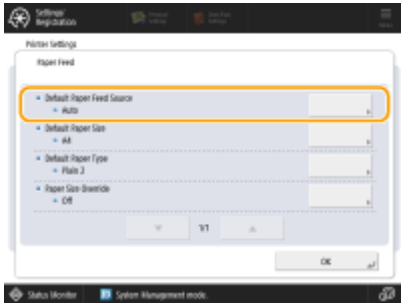 Settings/
Registration
Printer Settings
Paper Feed
Default Paper Feed Source
Auto
Default Paper Size
A4
Default Paper Type
Plain 2
Paper Size Override
Off
1/1
OK
Status Monitor
System Management mode.